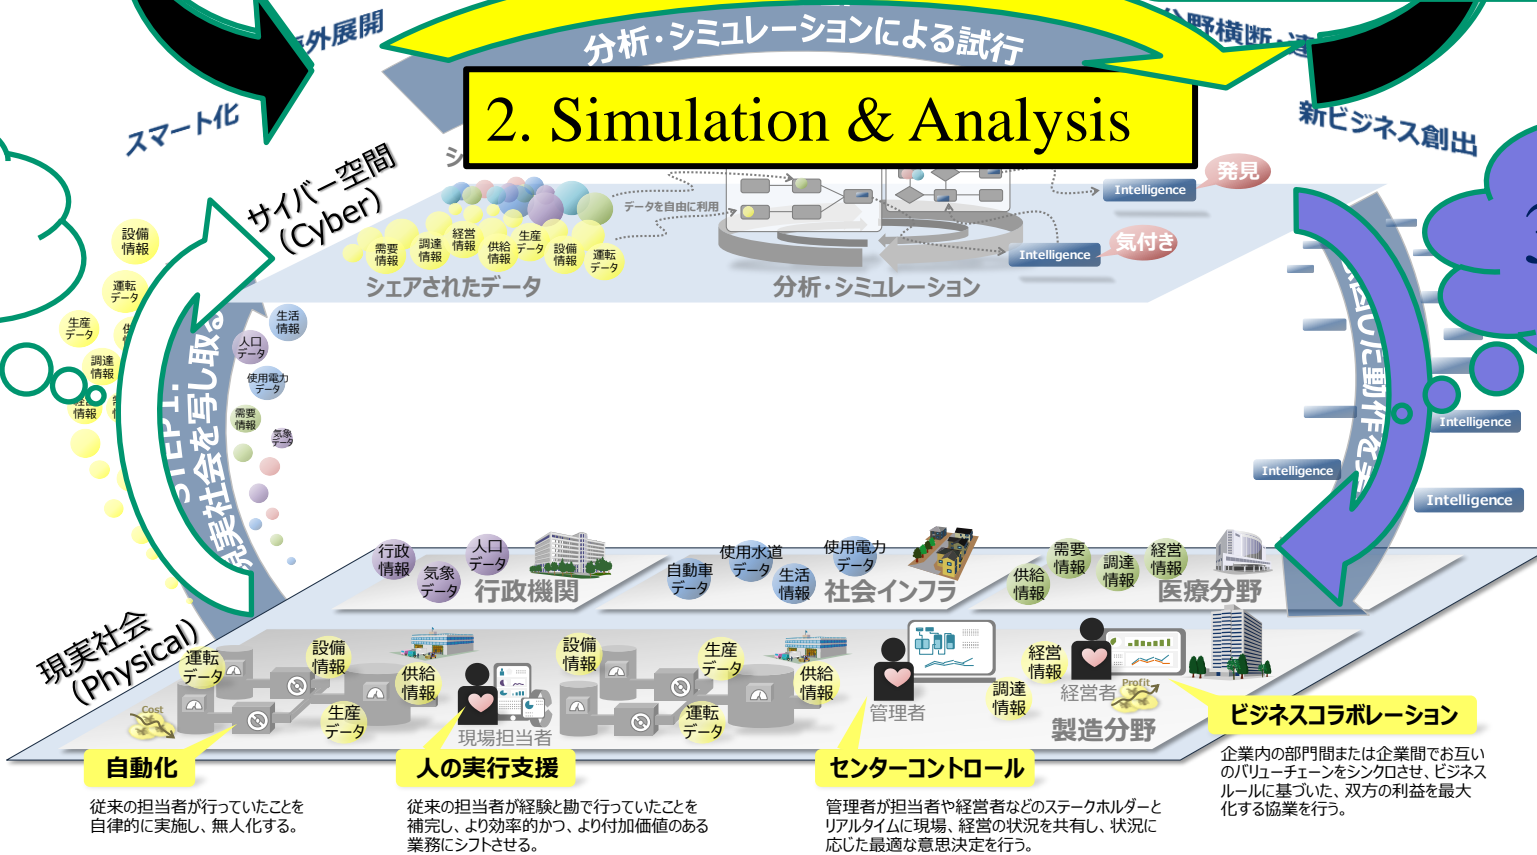 海外展開
分析・シミュレーションによる試行
分野横断・連
2. Simulation & Analysis
スマート化
新ビジネス創出
サイバー空間
(Cyber)
シ
データを自由に利用
Intelligence
発見
Intelligence
気付き
設備
情報
需要
情報
調達
情報
経営
情報
供給
情報
生産
データ
設備
情報
運転
データ
シェアされたデータ
分析・シミュレーション
運転
データ
生産
データ
調達
情報
情報
生活
情報
人口
データ
使用電力
データ
需要
情報
気象
データ
STEP1:
現実社会を写し取る
した動作を実
Intelligence
Intelligence
Intelligence
行政
情報
人口
データ
気象
データ
行政機関
自動車
データ
使用水道
データ
生活
情報
使用電力
データ
社会インフラ
供給
情報
需要
情報
調達
情報
経営
情報
医療分野
現実社会
(Physical)
運転
データ
設備
情報
供給
情報
生産
データ
Cost
現場担当者
設備
情報
生産
データ
供給
情報
運転
データ
管理者
調達
情報
経営
情報
経営者
Profit
製造分野
自動化
従来の担当者が行っていたことを
自律的に実施し、無人化する。
人の実行支援
従来の担当者が経験と勘で行っていたことを
補完し、より効率的かつ、より付加価値のある
業務にシフトさせる。
センターコントロール
管理者が担当者や経営者などのステークホルダーと
リアルタイムに現場、経営の状況を共有し、状況に
応じた最適な意思決定を行う。
ビジネスコラボレーション
企業内の部門間または企業間でお互い
のバリューチェーンをシンクロさせ、ビジネス
ルールに基づいた、双方の利益を最大
化する協業を行う。